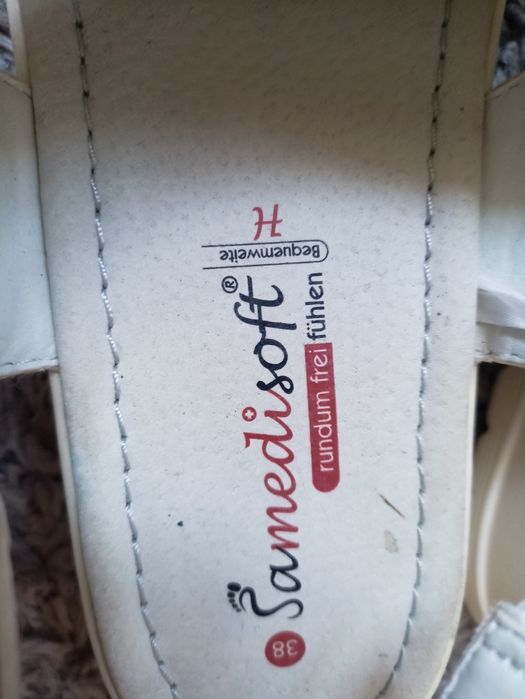 38
Samedisoft®
rundum frei fühlen
Bequemweite
H